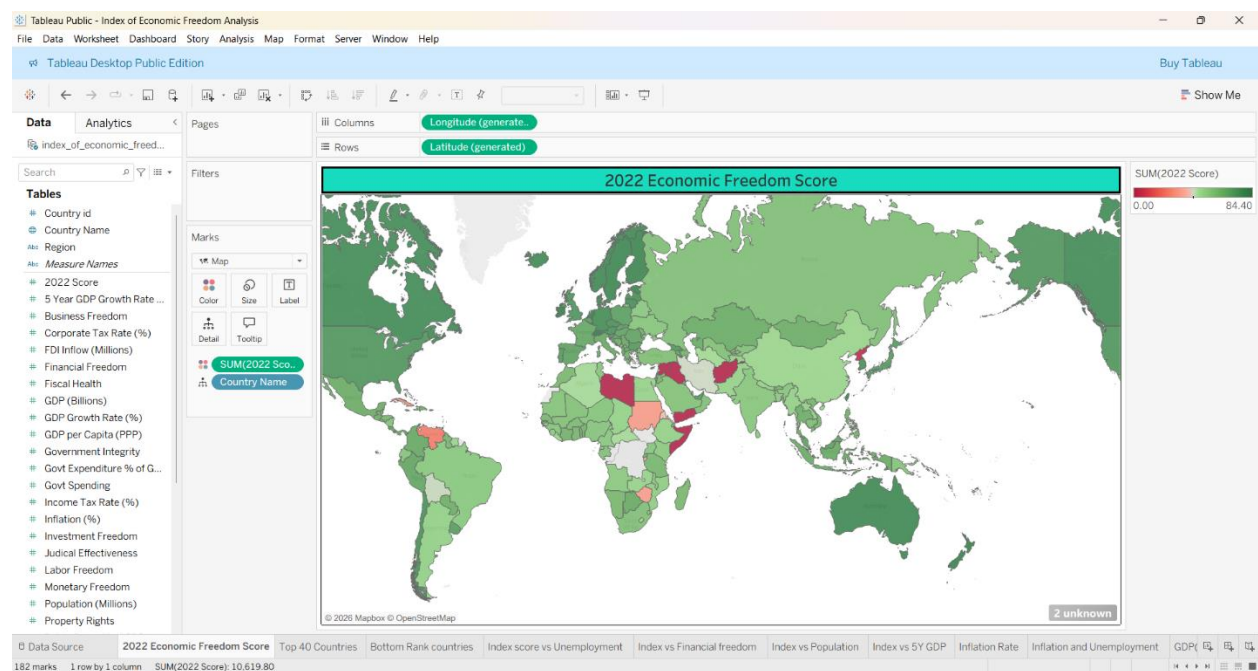 Tableau Public - Index of Economic Freedom Analysis
File Data Worksheet Dashboard Story Analysis Map Format Server Window Help
Tableau Desktop Public Edition
Buy Tableau
Show Me
Data Analytics
index_of_economic_freed...
Search
Tables
# Country id
Country Name
Abc Region
Abc Measure Names
# 2022 Score
# 5 Year GDP Growth Rate ...
# Business Freedom
# Corporate Tax Rate (%)
# FDI Inflow (Millions)
# Financial Freedom
# Fiscal Health
# GDP (Billions)
# GDP Growth Rate (%)
# GDP per Capita (PPP)
# Government Integrity
# Govt Expenditure % of G...
# Govt Spending
# Income Tax Rate (%)
# Inflation (%)
# Investment Freedom
# Judical Effectiveness
# Labor Freedom
# Monetary Freedom
# Population (Millions)
# Property Rights
Pages
Filters
Marks
Map
Color Size Label
Detail Tooltip
SUM(2022 Sco..
Country Name
Columns Longitude (generate..
Rows Latitude (generated)
2022 Economic Freedom Score
© 2026 Mapbox © OpenStreetMap
2 unknown
SUM(2022 Score)
0.00 84.40
Data Source 2022 Economic Freedom Score Top 40 Countries Bottom Rank countries Index score vs Unemployment Index vs Financial freedom Index vs Population Index vs 5Y GDP Inflation Rate Inflation and Unemployment GDP(
182 marks 1 row by 1 column SUM(2022 Score): 10,619.80